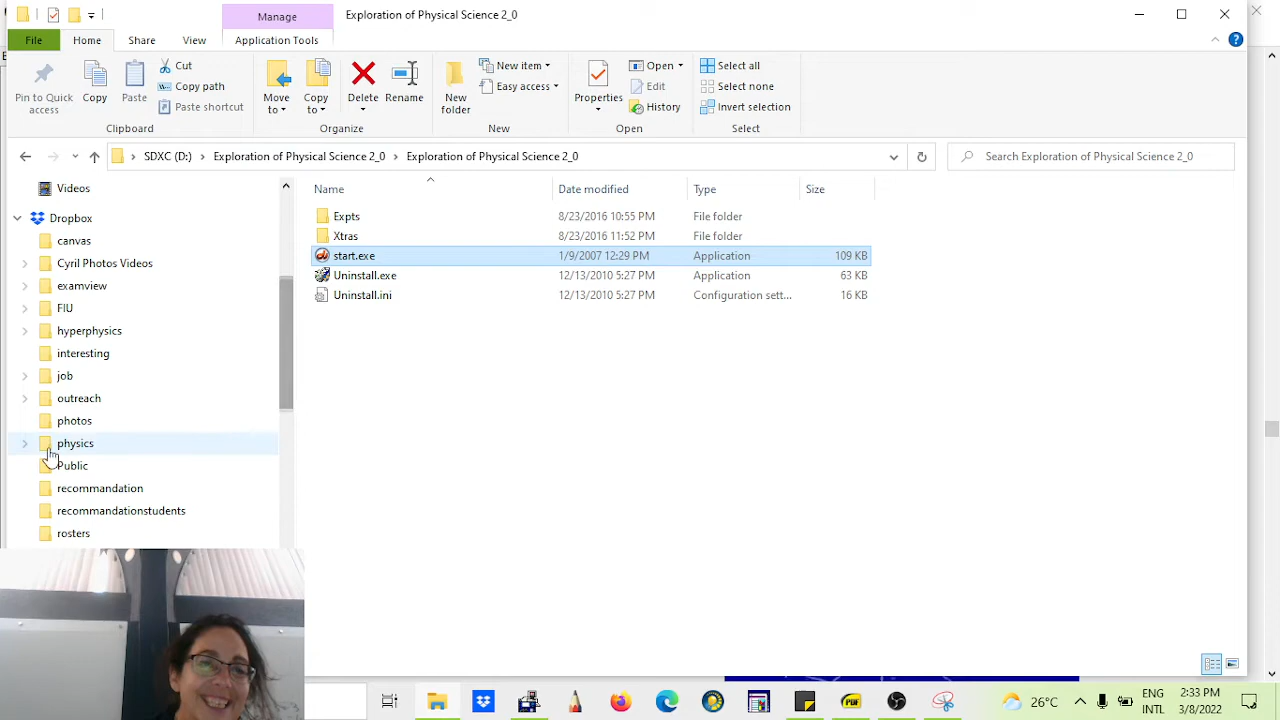 Manage
Exploration of Physical Science 2_0
File
Home
Share
View
Application Tools
Pin to Quick access
Copy
Paste
Cut
Copy path
Paste shortcut
Clipboard
Move to
Copy to
Delete
Rename
Organize
New folder
New item
Easy access
New
Properties
Open
Edit
History
Open
Select all
Select none
Invert selection
Select
SDXC (D:) > Exploration of Physical Science 2_0 > Exploration of Physical Science 2_0
Search Exploration of Physical Science 2_0
Videos
Dropbox
canvas
Cyril Photos Videos
examview
FIU
hyperphysics
interesting
job
outreach
photos
physics
Public
recommandation
recommandationstudents
rosters
Name Date modified Type Size
Expts 8/23/2016 10:55 PM File folder
Xtras 8/23/2016 11:52 PM File folder
start.exe 1/9/2007 12:29 PM Application 109 KB
Uninstall.exe 12/13/2010 5:27 PM Application 63 KB
Uninstall.ini 12/13/2010 5:27 PM Configuration sett... 16 KB
PDF
26°C
ENG
INTL
2:33 PM
3/8/2022